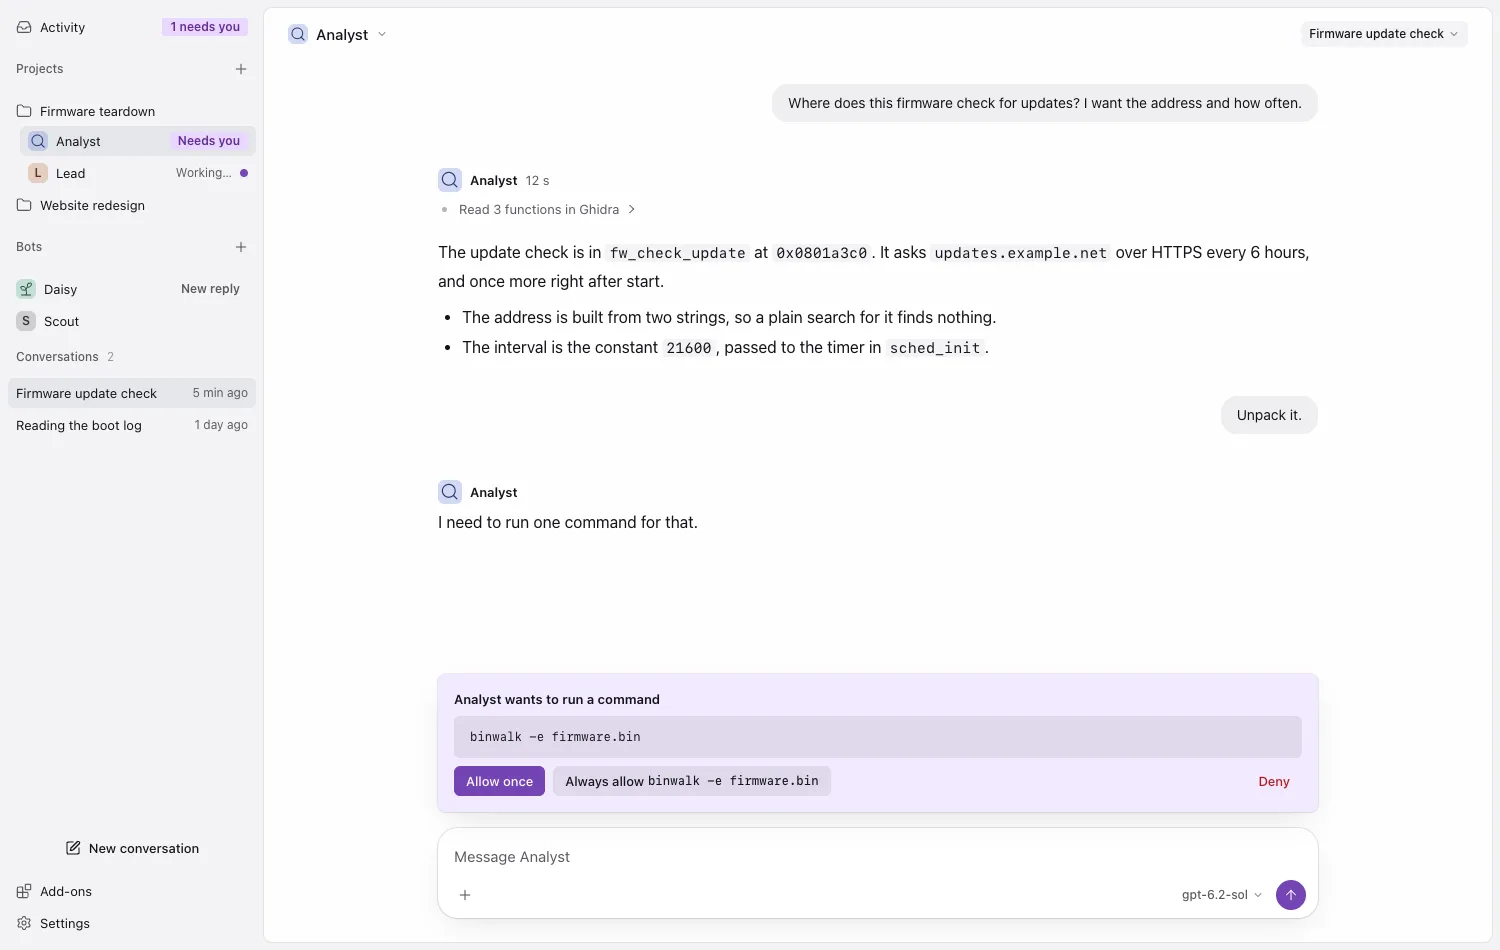 Activity
1 needs you
Projects
Firmware teardown
Analyst
Needs you
L
Lead
Working...
Website redesign
Bots
Daisy
New reply
S
Scout
Conversations 2
Firmware update check
5 min ago
Reading the boot log
1 day ago
New conversation
Add-ons
Settings
Analyst
Firmware update check
Where does this firmware check for updates? I want the address and how often.
Analyst 12 s
Read 3 functions in Ghidra
The update check is in fw_check_update at 0x0801a3c0. It asks updates.example.net over HTTPS every 6 hours,
and once more right after start.
• The address is built from two strings, so a plain search for it finds nothing.
• The interval is the constant 21600, passed to the timer in sched_init.
Unpack it.
Analyst
I need to run one command for that.
Analyst wants to run a command
binwalk -e firmware.bin
Allow once
Always allow binwalk -e firmware.bin
Deny
Message Analyst
gpt-6.2-sol